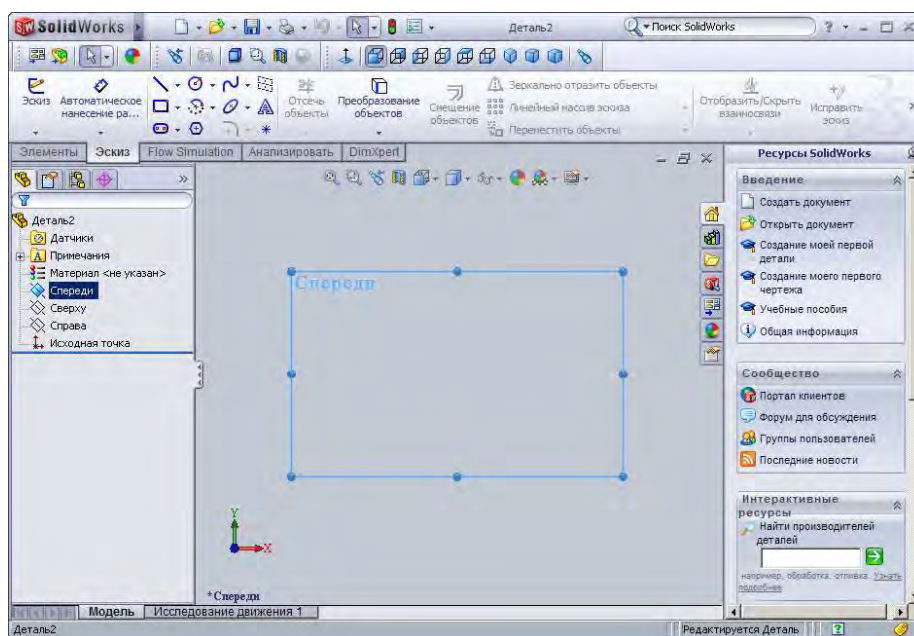 SolidWorks
Деталь2
Поиск SolidWorks
Эскиз
Автоматическое нанесение ра...
Отсечь объекты
Преобразование объектов
Смещение объектов
Зеркально отразить объекты
Линейный массив эскиза
Переместить объекты
Отобразить/Скрыть взаимосвязи
Исправить эскиз
Элементы Эскиз Flow Simulation Анализировать DimXpert
Деталь2
Датчики
Примечания
Материал <не указан>
Спереди
Сверху
Справа
Исходная точка
Спереди
Y
X
*Спереди
Ресурсы SolidWorks
Введение
Создать документ
Открыть документ
Создание моей первой
детали
Создание моего первого
чертежа
Учебные пособия
Общая информация
Сообщество
Портал клиентов
Форум для обсуждения
Группы пользователей
Последние новости
Интерактивные
ресурсы
Найти производителей
деталей
например, обработка, отливка. Узнать
подробнее
Модель Исследование движения 1
Деталь2
Редактируется Деталь